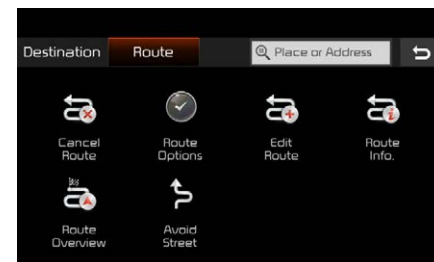 Destination
Route
Place or Address
Cancel
Route
Route
Options
Edit
Route
Route
Info.
Route
Overview
Avoid
Street